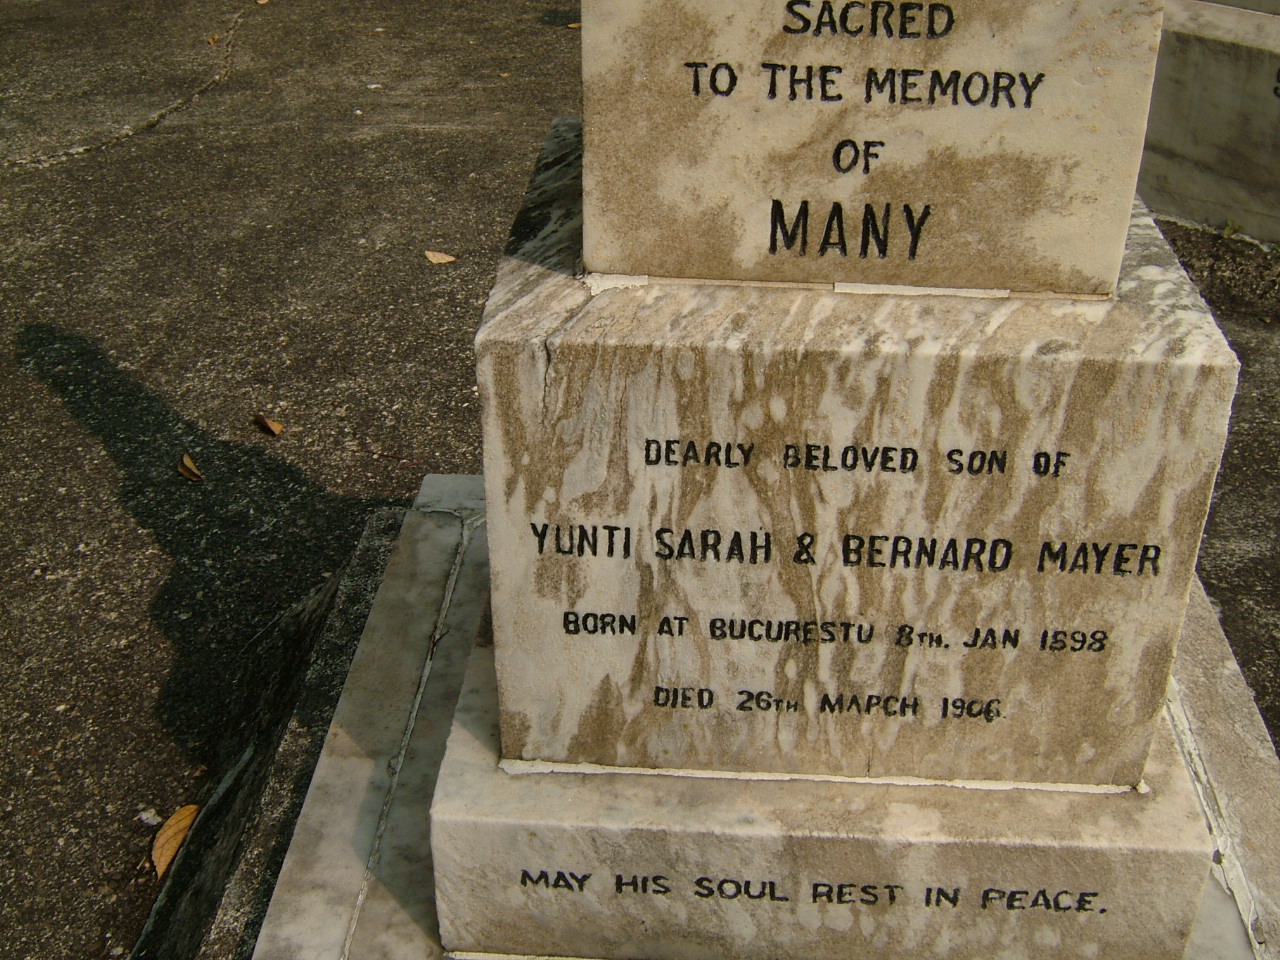 SACRED
TO THE MEMORY
OF
MANY
DEARLY BELOVED SON OF
YUNTI SARAH & BERNARD MAYER
BORN AT BUCURESTU 8TH. JAN 1898
DIED 26TH MARCH 1906.
MAY HIS SOUL REST IN PEACE.